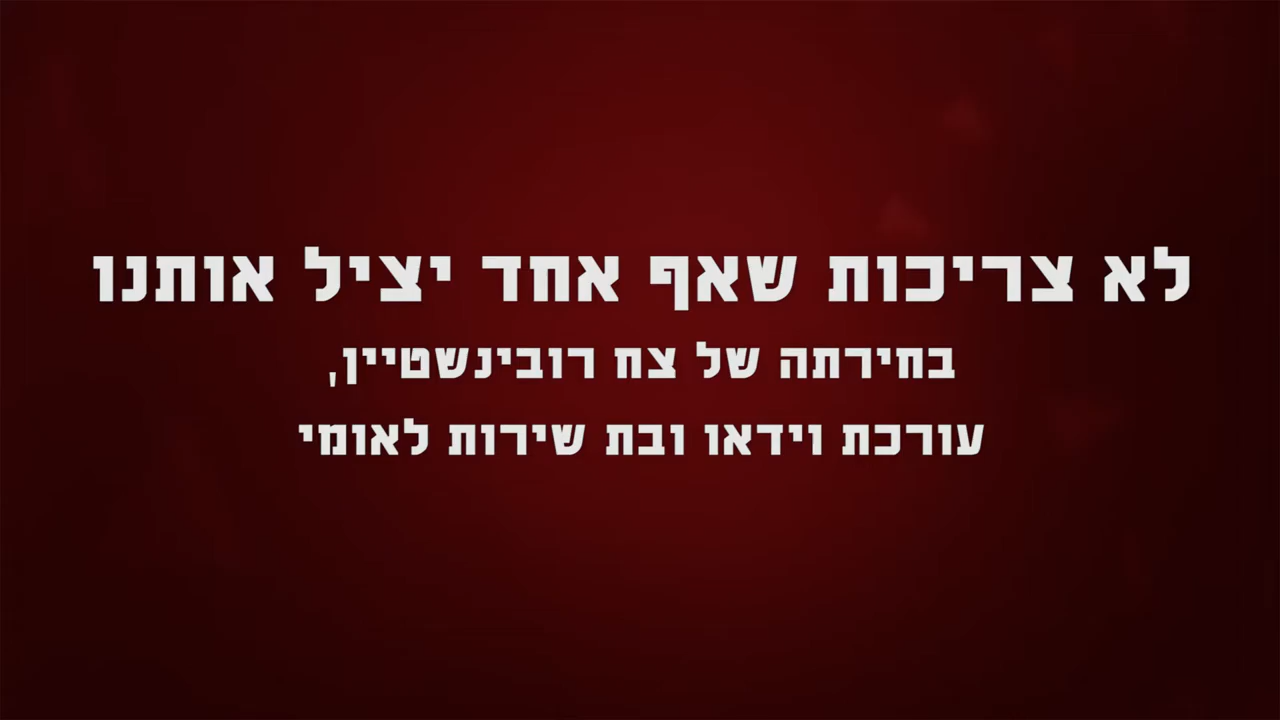 לא צריכות שאף אחד יציל אותנו
בחירתה של צח רובינשטיין,
עורכת וידאו ובת שירות לאומי